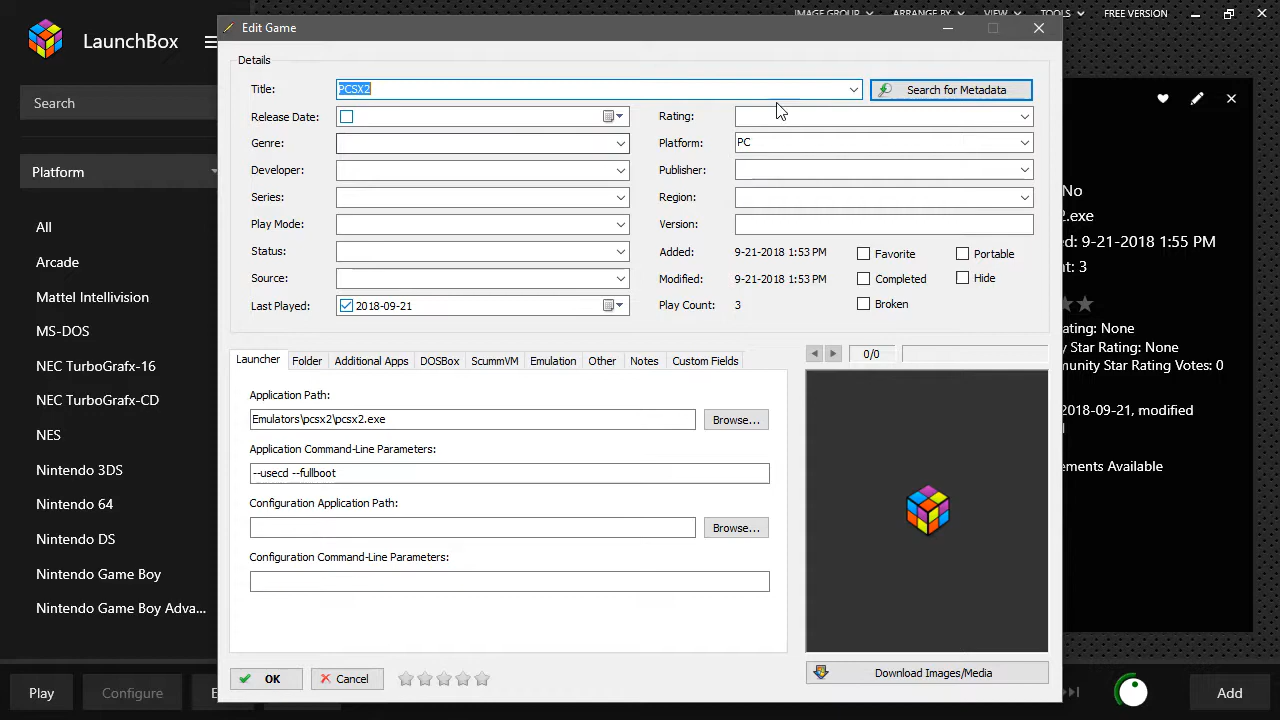 LaunchBox
IMAGE GROUP
ARRANGE BY
VIEW
TOOLS
FREE VERSION
Search
Platform
All
Arcade
Mattel Intellivision
MS-DOS
NEC TurboGrafx-16
NEC TurboGrafx-CD
NES
Nintendo 3DS
Nintendo 64
Nintendo DS
Nintendo Game Boy
Nintendo Game Boy Adva...
Edit Game
Details
Title: PCSX2
Search for Metadata
Release Date:
Rating:
Genre:
Platform: PC
Developer:
Publisher:
Series:
Region:
Play Mode:
Version:
Status:
Added: 9-21-2018 1:53 PM
Favorite
Portable
Source:
Modified: 9-21-2018 1:53 PM
Completed
Hide
Last Played: 2018-09-21
Play Count: 3
Broken
Launcher Folder Additional Apps DOSBox ScummVM Emulation Other Notes Custom Fields
0/0
Application Path:
Emulators\pcsx2\pcsx2.exe
Browse...
Application Command-Line Parameters:
--usecd --fullboot
Configuration Application Path:
Browse...
Configuration Command-Line Parameters:
OK
Cancel
Download Images/Media
No
.exe
: 9-21-2018 1:55 PM
: 3
ating: None
y Star Rating: None
unity Star Rating Votes: 0
2018-09-21, modified
ements Available
Play
Configure
E
Add